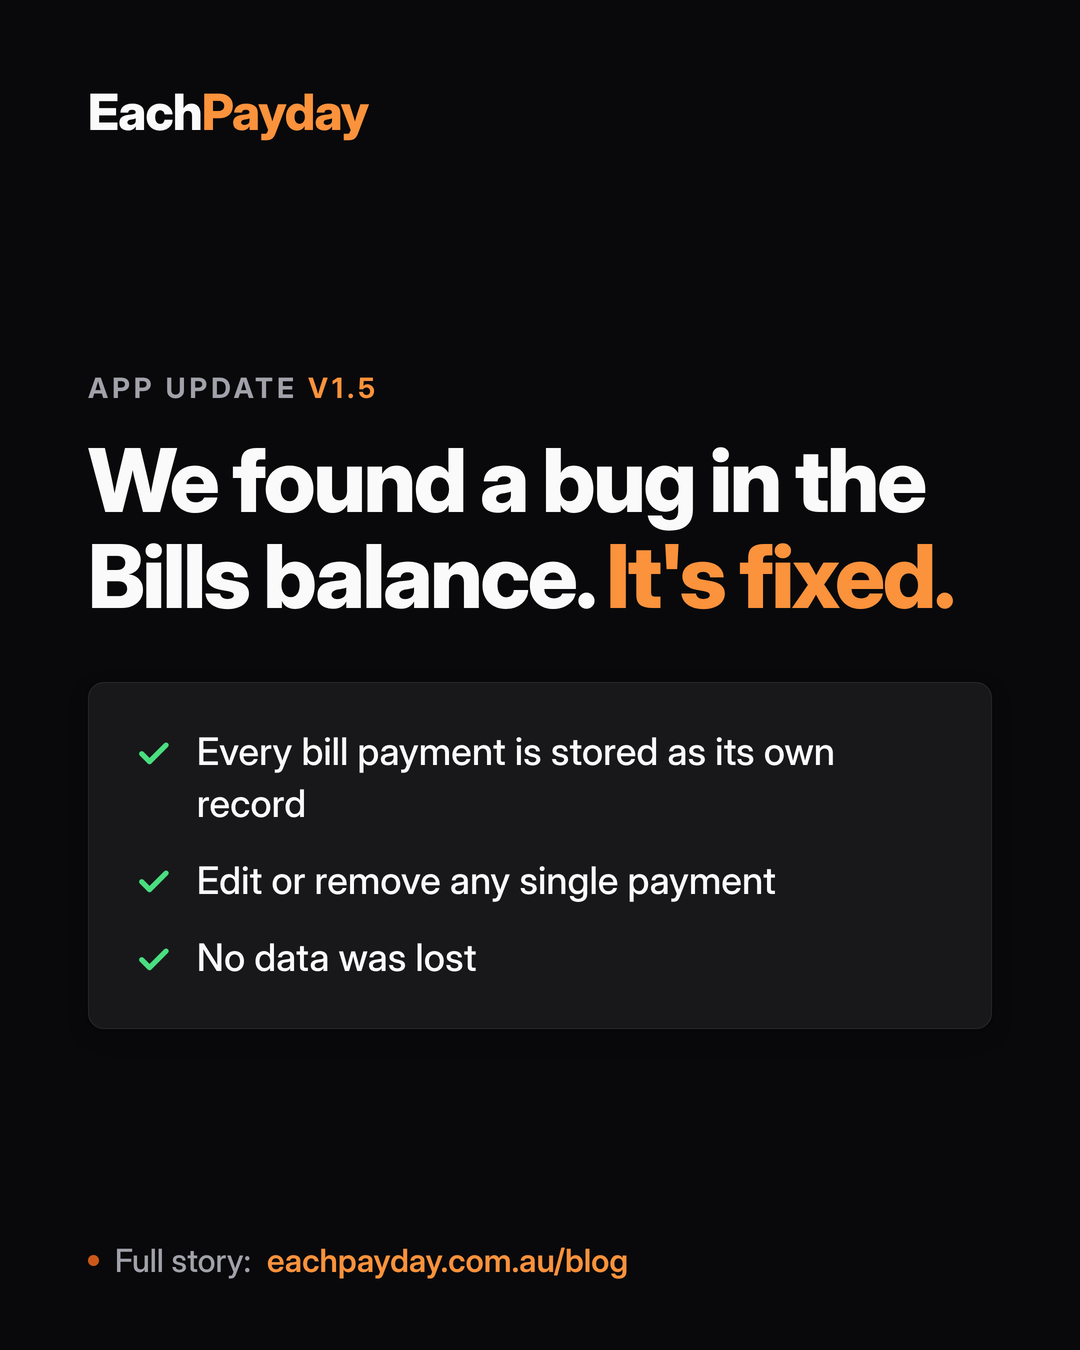 EachPayday
APP UPDATE V1.5
We found a bug in the
Bills balance. It's fixed.
Every bill payment is stored as its own
record
Edit or remove any single payment
No data was lost
Full story: eachpayday.com.au/blog